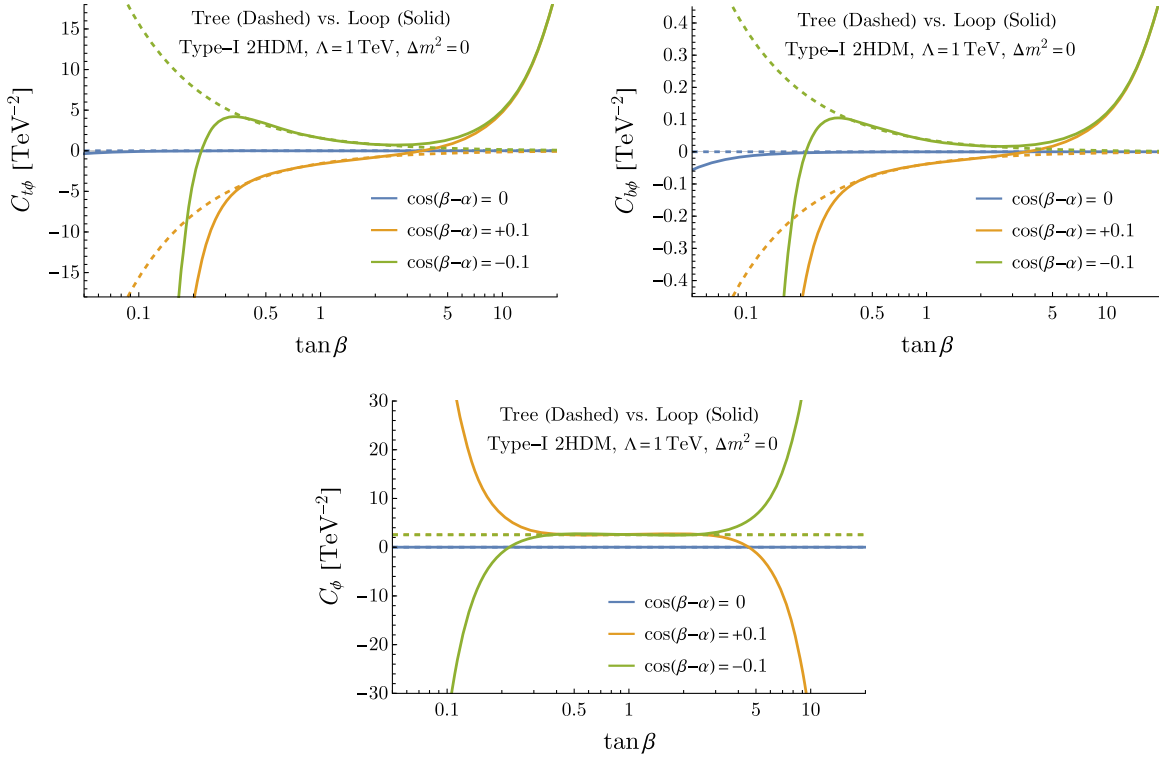 Tree (Dashed) vs. Loop (Solid)
Type−I 2HDM, Λ=1 TeV, Δm²=0
C_{tϕ} [TeV⁻²]
15
10
5
0
−5
−10
−15
cos(β−α)= 0
cos(β−α)=+0.1
cos(β−α)=−0.1
0.1
0.5
1
5
10
tan β
Tree (Dashed) vs. Loop (Solid)
Type−I 2HDM, Λ=1 TeV, Δm²=0
C_{bϕ} [TeV⁻²]
0.4
0.3
0.2
0.1
0.0
−0.1
−0.2
−0.3
−0.4
cos(β−α)= 0
cos(β−α)=+0.1
cos(β−α)=−0.1
0.1
0.5
1
5
10
tan β
Tree (Dashed) vs. Loop (Solid)
Type−I 2HDM, Λ=1 TeV, Δm²=0
C_ϕ [TeV⁻²]
30
20
10
0
−10
−20
−30
cos(β−α)= 0
cos(β−α)=+0.1
cos(β−α)=−0.1
0.1
0.5
1
5
10
tan β